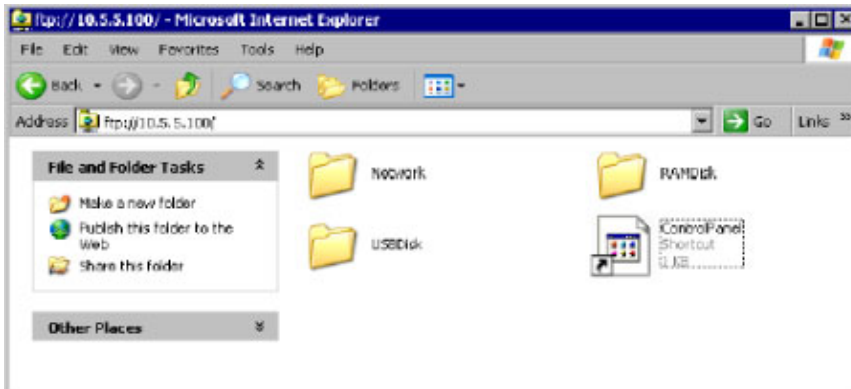 ftp://10.5.5.100/ - Microsoft Internet Explorer
File Edit View Favorites Tools Help
Back Search Folders
Address ftp://10.5.5.100/ Go Links »
File and Folder Tasks
Make a new folder
Publish this folder to the
Web
Share this folder
Other Places
Network
RAMDisk
USBDisk
ControlPanel
Shortcut